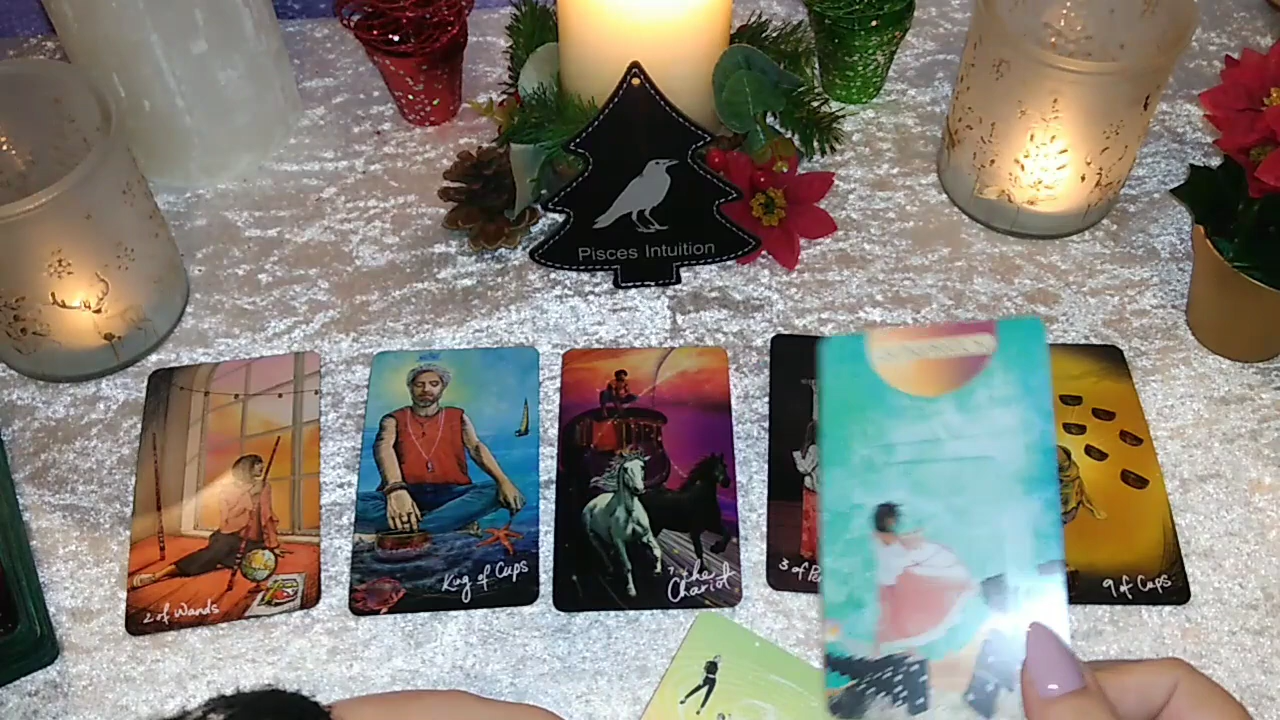 Pisces Intuition
2 of Wands
King of Cups
7. the
Chariot
3 of Pe
9 of Cups